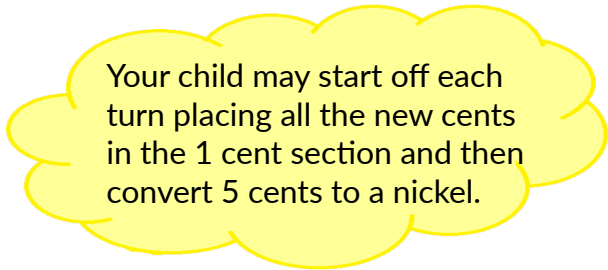 Your child may start off each
turn placing all the new cents
in the 1 cent section and then
convert 5 cents to a nickel.